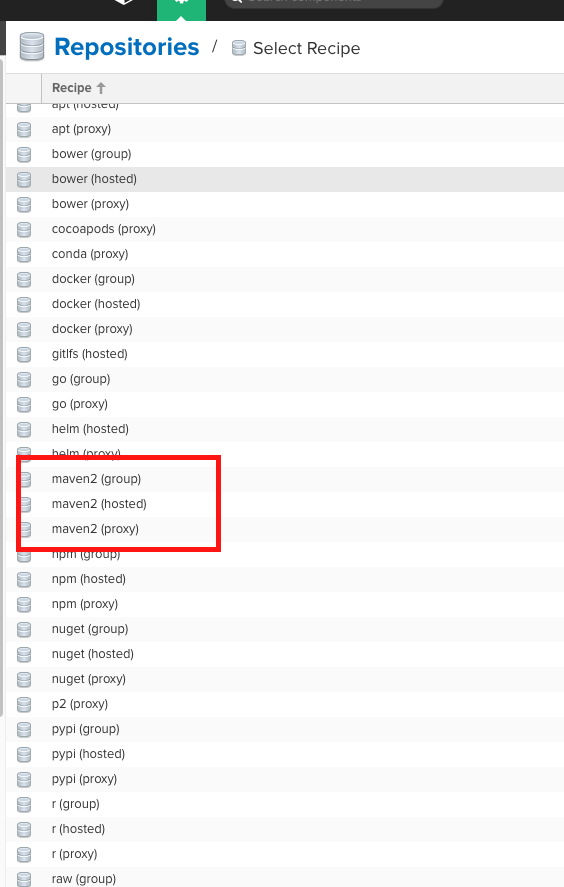 Search components
Repositories / Select Recipe
Recipe
apt (hosted)
apt (proxy)
bower (group)
bower (hosted)
bower (proxy)
cocoapods (proxy)
conda (proxy)
docker (group)
docker (hosted)
docker (proxy)
gitlfs (hosted)
go (group)
go (proxy)
helm (hosted)
helm (proxy)
maven2 (group)
maven2 (hosted)
maven2 (proxy)
npm (group)
npm (hosted)
npm (proxy)
nuget (group)
nuget (hosted)
nuget (proxy)
p2 (proxy)
pypi (group)
pypi (hosted)
pypi (proxy)
r (group)
r (hosted)
r (proxy)
raw (group)